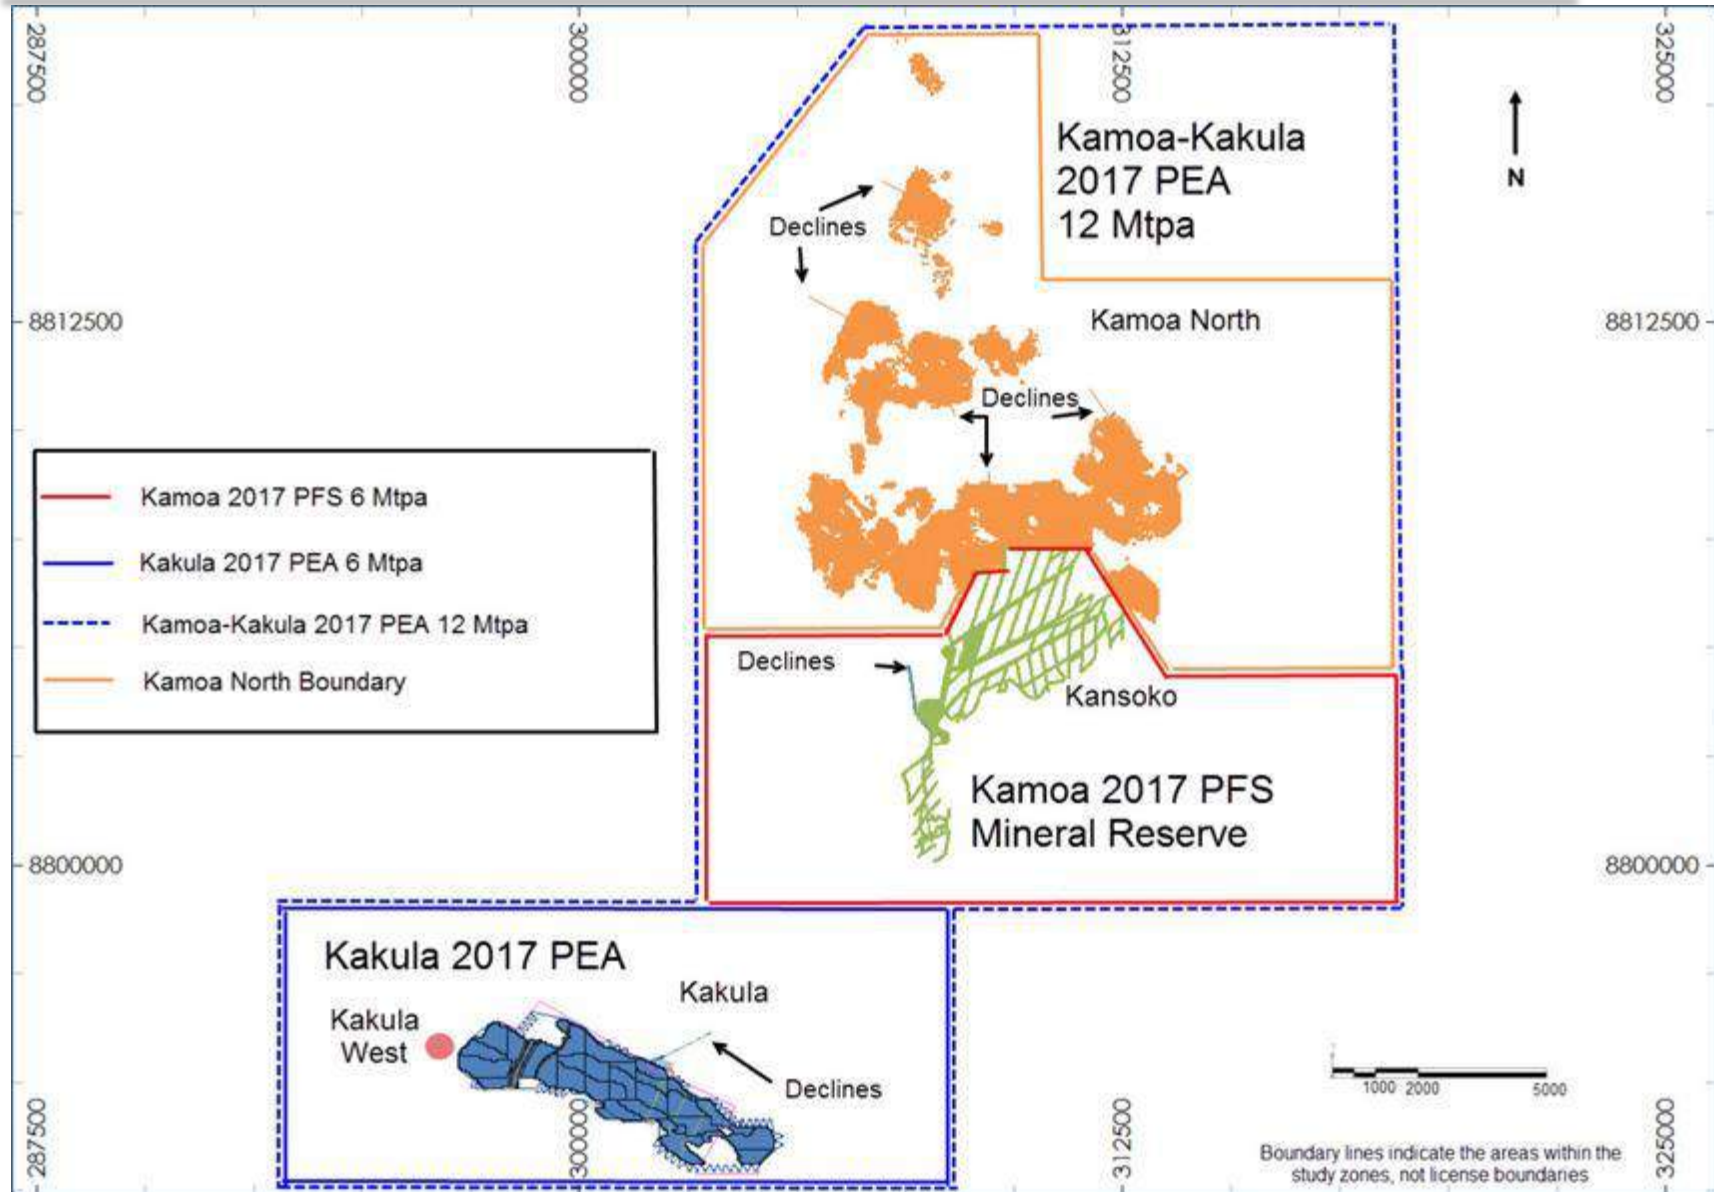 287500
300000
312500
325000
Kamoa-Kakula
2017 PEA
12 Mtpa
N
Declines
8812500
Kamoa North
8812500
Declines
Kamoa 2017 PFS 6 Mtpa
Kakula 2017 PEA 6 Mtpa
Kamoa-Kakula 2017 PEA 12 Mtpa
Kamoa North Boundary
Declines
Kansoko
Kamoa 2017 PFS
Mineral Reserve
8800000
8800000
Kakula 2017 PEA
Kakula
Kakula
West
Declines
1000 2000 5000
287500
300000
312500
325000
Boundary lines indicate the areas within the
study zones, not license boundaries